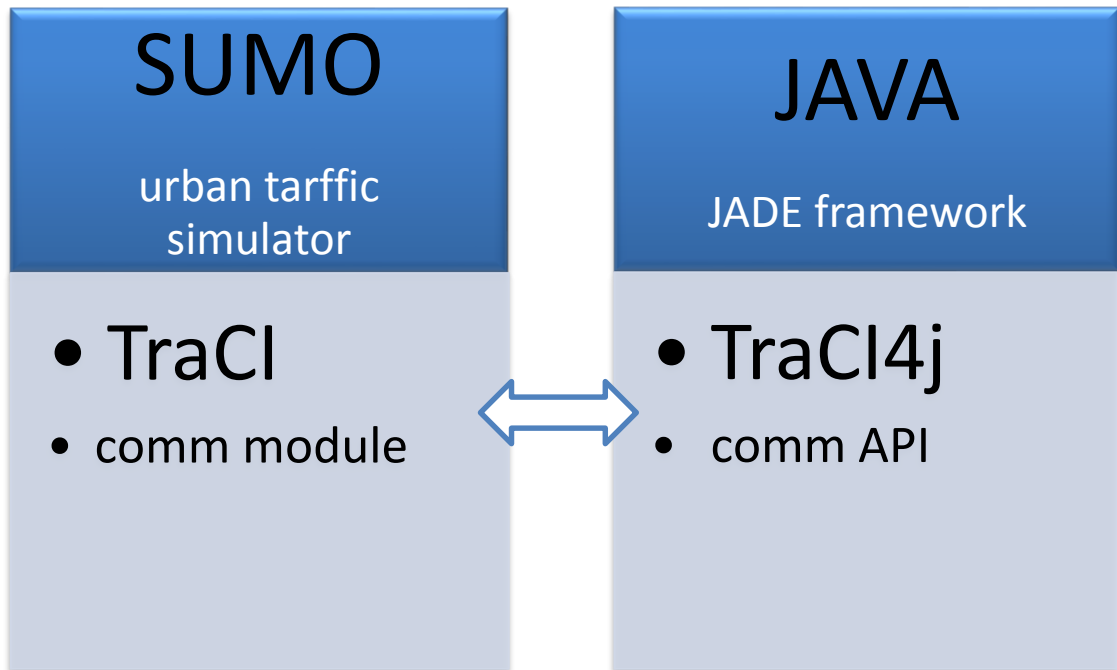 SUMO
urban tarffic
simulator
• TraCI
• comm module
JAVA
JADE framework
• TraCI4j
• comm API